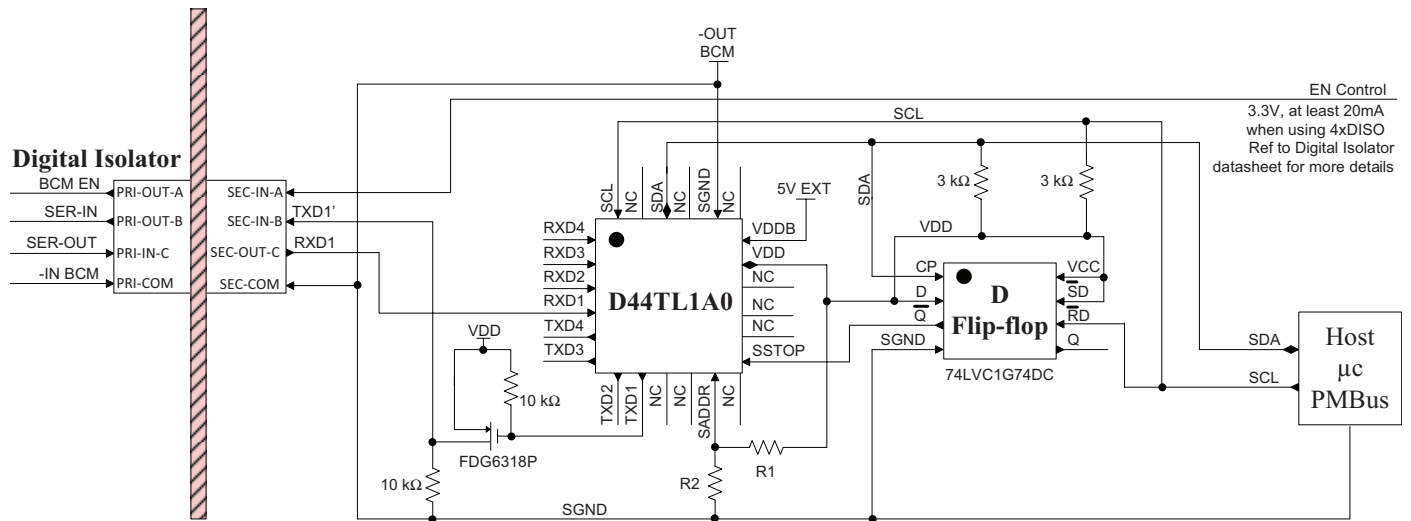 -OUT
BCM
EN Control
3.3V, at least 20mA
when using 4xDISO
Ref to Digital Isolator
datasheet for more details
SCL
Digital Isolator
BCM EN
PRI-OUT-A
SEC-IN-A
SER-IN
PRI-OUT-B
SEC-IN-B
TXD1'
SER-OUT
PRI-IN-C
SEC-OUT-C
RXD1
-IN BCM
PRI-COM
SEC-COM
SCL
NC
SDA
NC
SGND
NC
5V EXT
SDA
3 kΩ
3 kΩ
RXD4
RXD3
RXD2
RXD1
TXD4
TXD3
D44TL1A0
VDDB
VDD
NC
NC
NC
SSTOP
TXD2
TXD1
NC
NC
SADDR
NC
VDD
CP
D
Q̅
SGND
D
Flip-flop
VCC
S̅D
R̅D
Q
74LVC1G74DC
SDA
SCL
Host
µc
PMBus
VDD
10 kΩ
FDG6318P
10 kΩ
R1
R2
SGND